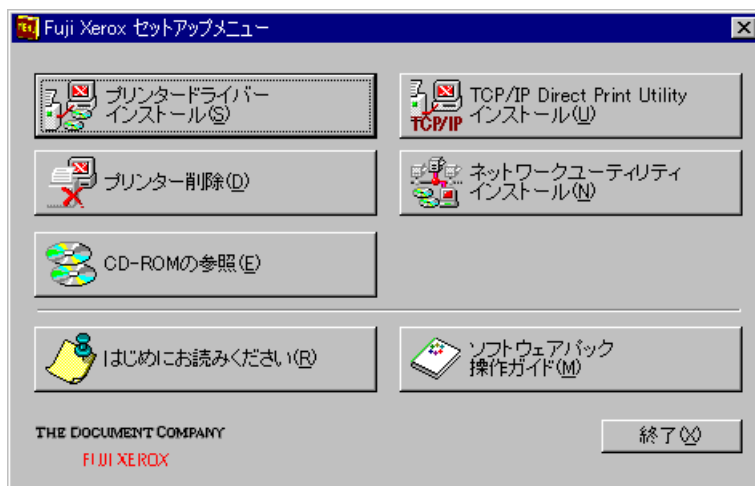 Fuji Xerox セットアップメニュー
プリンタードライバー
インストール(S)
TCP/IP
TCP/IP Direct Print Utility
インストール(U)
プリンター削除(D)
ネットワークユーティリティ
インストール(N)
CD-ROMの参照(E)
はじめにお読みください(R)
ソフトウェアパック
操作ガイド(M)
THE DOCUMENT COMPANY
FUJI XEROX
終了(X)